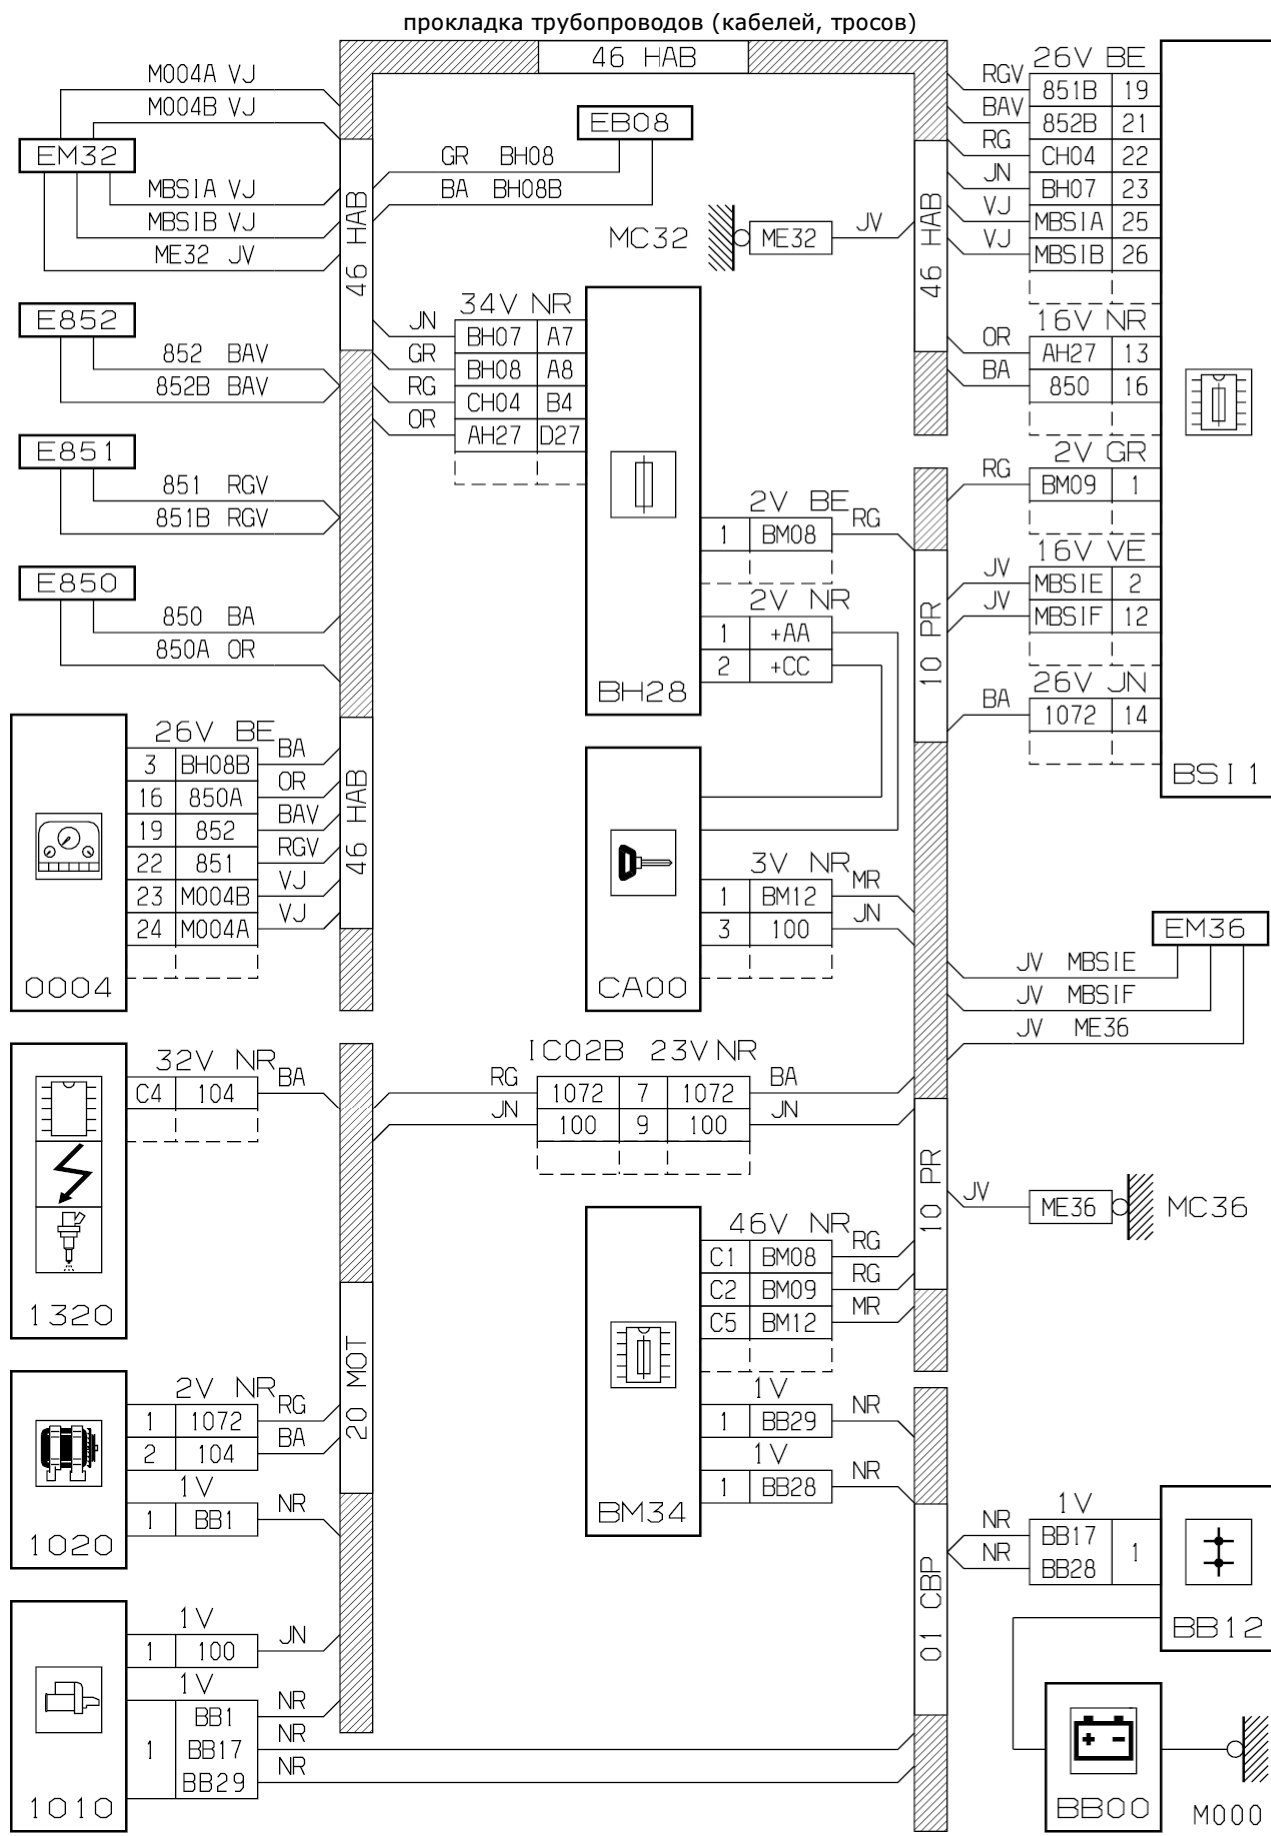 прокладка трубопроводов (кабелей, тросов)
46 HAB
M004A VJ
M004B VJ
EM32
MBSIA VJ
MBSIB VJ
ME32 JV
46 HAB
E852
852 BAV
852B BAV
E851
851 RGV
851B RGV
E850
850 BA
850A OR
26V BE
3 BH08B BA
16 850A OR
19 852 BAV
22 851 RGV
23 M004B VJ
24 M004A VJ
0004
46 HAB
32V NR
C4 104 BA
1320
2V NR
1 1072 RG
2 104 BA
1V
1 BB1 NR
1020
20 MOT
1V
1 100 JN
1V
1
BB1 NR
BB17 NR
BB29 NR
1010
EB08
GR BH08
BA BH08B
MC32
ME32 JV
34V NR
JN BH07 A7
GR BH08 A8
RG CH04 B4
OR AH27 D27
2V BE
1 BM08 RG
2V NR
1 +AA
2 +CC
BH28
3V NR
1 BM12 MR
3 100 JN
CA00
IC02B 23V NR
RG 1072 7 1072 BA
JN 100 9 100 JN
46V NR
C1 BM08 RG
C2 BM09 RG
C5 BM12 MR
1V
1 BB29 NR
1V
1 BB28 NR
BM34
46 HAB
10 PR
10 PR
01 CBP
26V BE
RGV 851B 19
BAV 852B 21
RG CH04 22
JN BH07 23
VJ MBSIA 25
VJ MBSIB 26
16V NR
OR AH27 13
BA 850 16
2V GR
RG BM09 1
16V VE
JV MBSIE 2
JV MBSIF 12
26V JN
BA 1072 14
BSI1
EM36
JV MBSIE
JV MBSIF
JV ME36
JV ME36
MC36
1V
NR BB17
NR BB28
1
BB12
BB00
+ -
M000